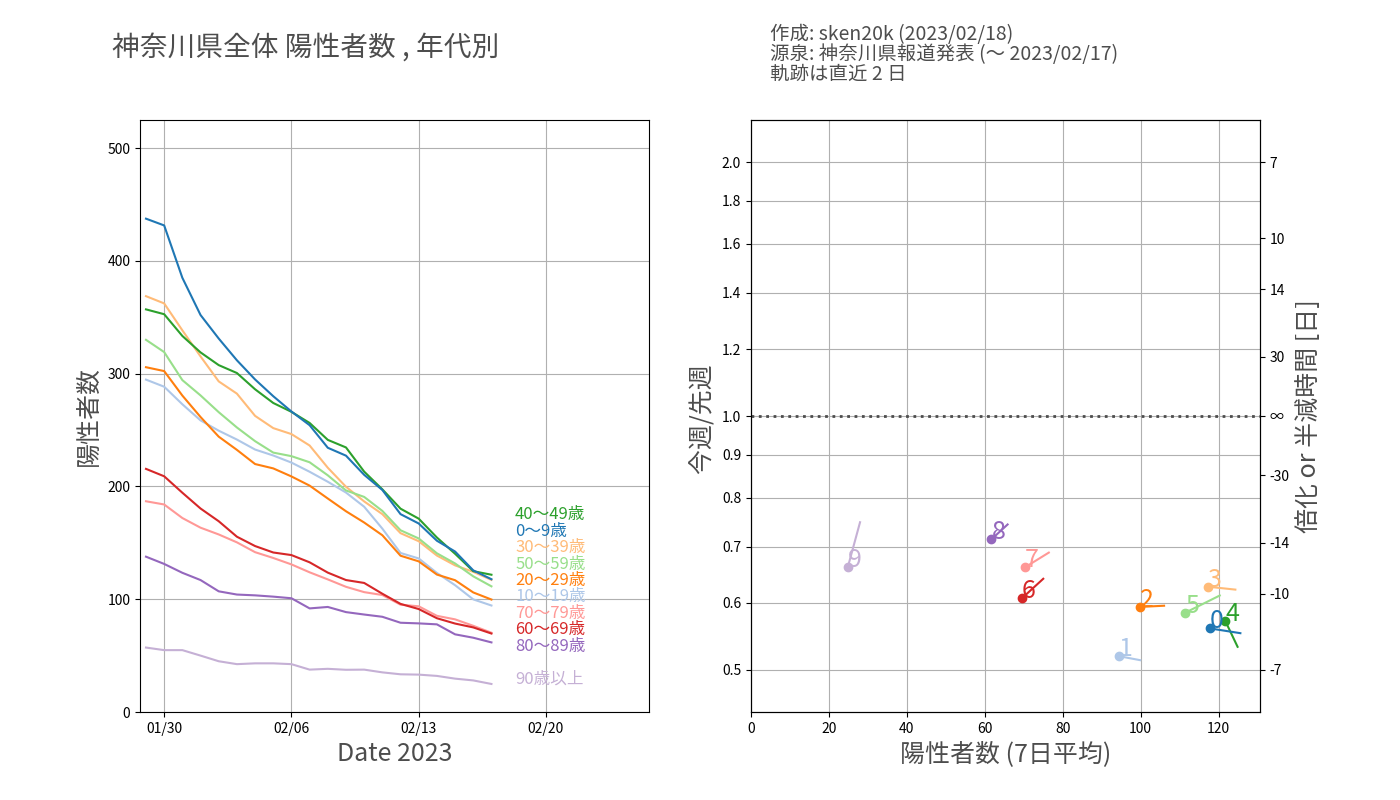 神奈川県全体 陽性者数 , 年代別
作成: sken20k (2023/02/18)
源泉: 神奈川県報道発表 (〜 2023/02/17)
軌跡は直近 2 日
陽性者数
500
400
300
200
100
0
01/30
02/06
02/13
02/20
Date 2023
40〜49歳
0〜9歳
30〜39歳
50〜59歳
20〜29歳
10〜19歳
70〜79歳
60〜69歳
80〜89歳
90歳以上
今週/先週
2.0
1.8
1.6
1.4
1.2
1.0
0.9
0.8
0.7
0.6
0.5
9
8
7
6
3
2
5
4
0
1
0
20
40
60
80
100
120
陽性者数 (7日平均)
7
10
14
30
∞
-30
-14
-10
-7
倍化 or 半減時間 [日]